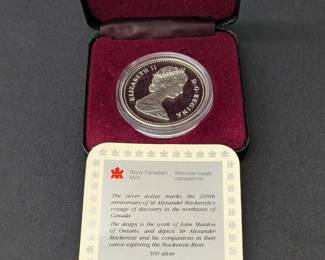 ELIZABETH II D·G·REGINA
Royal Canadian Mint
Monnaie royale canadienne
The silver dollar marks the 200th
anniversary of Sir Alexander Mackenzie's
voyage of discovery in the northwest of
Canada.
The design is the work of John Mardon
of Ontario, and depicts Sir Alexander
Mackenzie and his companions in their
canoe exploring the Mackenzie River.
500 silver